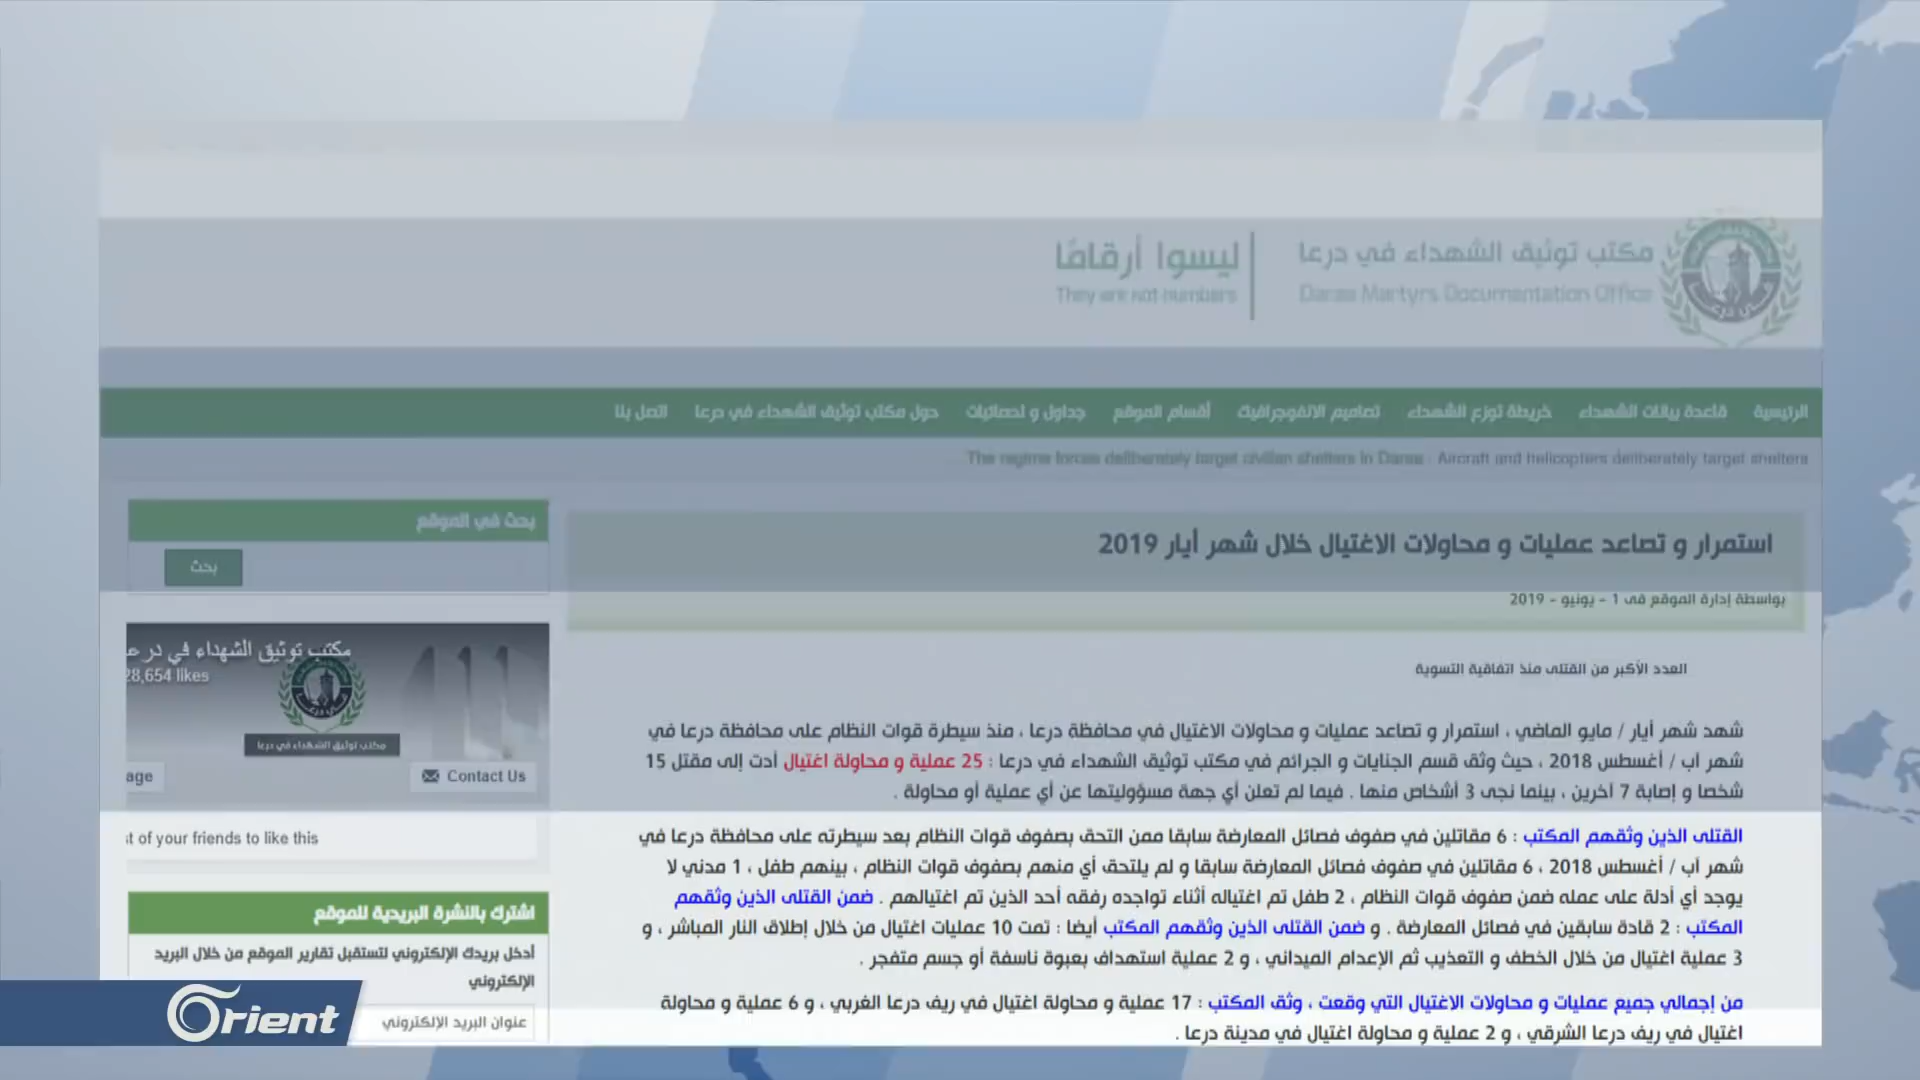 مكتب توثيق الشهداء في درعا
ليسوا أرقامًا
Daraa Martyrs Documentation Office
They are not numbers
الرئيسية قاعدة بيانات الشهداء خريطة توزع الشهداء تصاميم الانفوجرافيك أقسام الموقع جداول و احصائيات حول مكتب توثيق الشهداء في درعا اتصل بنا
The regime forces deliberately target civilian shelters in Daraa : Aircraft and helicopters deliberately target shelters
استمرار و تصاعد عمليات و محاولات الاغتيال خلال شهر أيار 2019
بواسطة إدارة الموقع في 1 - يونيو - 2019
العدد الأكبر من القتلى منذ اتفاقية التسوية
شهد شهر أيار / مايو الماضي ، استمرار و تصاعد عمليات و محاولات الاغتيال في محافظة درعا ، منذ سيطرة قوات النظام على محافظة درعا في
شهر آب / أغسطس 2018 ، حيث وثق قسم الجنايات و الجرائم في مكتب توثيق الشهداء في درعا : 25 عملية و محاولة اغتيال أدت إلى مقتل 15
شخصا و إصابة 7 آخرين ، بينما نجى 3 أشخاص منها . فيما لم تعلن أي جهة مسؤوليتها عن أي عملية أو محاولة .
القتلى الذين وثقهم المكتب : 6 مقاتلين في صفوف فصائل المعارضة سابقا ممن التحق بصفوف قوات النظام بعد سيطرته على محافظة درعا في
شهر آب / أغسطس 2018 ، 6 مقاتلين في صفوف فصائل المعارضة سابقا و لم يلتحق أي منهم بصفوف قوات النظام ، بينهم طفل ، 1 مدني لا
يوجد أي أدلة على عمله ضمن صفوف قوات النظام ، 2 طفل تم اغتياله أثناء تواجده رفقه أحد الذين تم اغتيالهم . ضمن القتلى الذين وثقهم
المكتب : 2 قادة سابقين في فصائل المعارضة . و ضمن القتلى الذين وثقهم المكتب أيضا : تمت 10 عمليات اغتيال من خلال إطلاق النار المباشر ، و
3 عملية اغتيال من خلال الخطف و التعذيب ثم الإعدام الميداني ، و 2 عملية استهداف بعبوة ناسفة أو جسم متفجر .
من إجمالي جميع عمليات و محاولات الاغتيال التي وقعت ، وثق المكتب : 17 عملية و محاولة اغتيال في ريف درعا الغربي ، و 6 عملية و محاولة
اغتيال في ريف درعا الشرقي ، و 2 عملية و محاولة اغتيال في مدينة درعا .
بحث في الموقع
بحث
مكتب توثيق الشهداء في درعا
28,654 likes
مكتب توثيق الشهداء في درعا
age
Contact Us
st of your friends to like this
اشترك بالنشرة البريدية للموقع
أدخل بريدك الإلكتروني لتستقبل تقارير الموقع من خلال البريد
الإلكتروني
عنوان البريد الإلكتروني
Orient